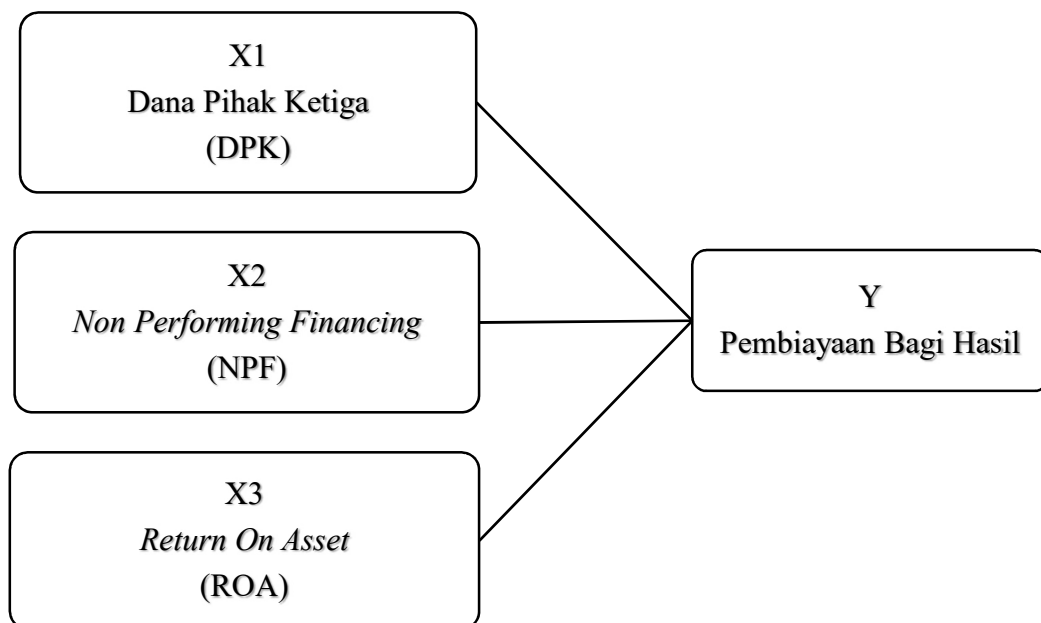 X1
Dana Pihak Ketiga
(DPK)
X2
Non Performing Financing
(NPF)
X3
Return On Asset
(ROA)
Y
Pembiayaan Bagi Hasil